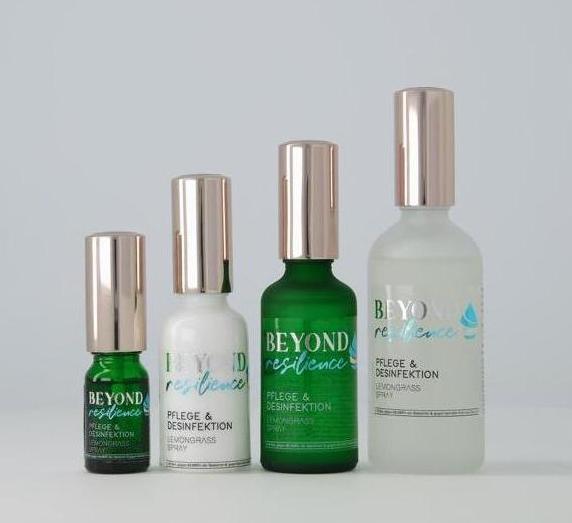 BEYOND
resilience
PFLEGE &
DESINFEKTION
LEMONGRASS
SPRAY
BEYOND
resilience
PFLEGE &
DESINFEKTION
LEMONGRASS
SPRAY
BEYOND
resilience
PFLEGE &
DESINFEKTION
LEMONGRASS
SPRAY
BEYOND
resilience
PFLEGE &
DESINFEKTION
LEMONGRASS
SPRAY